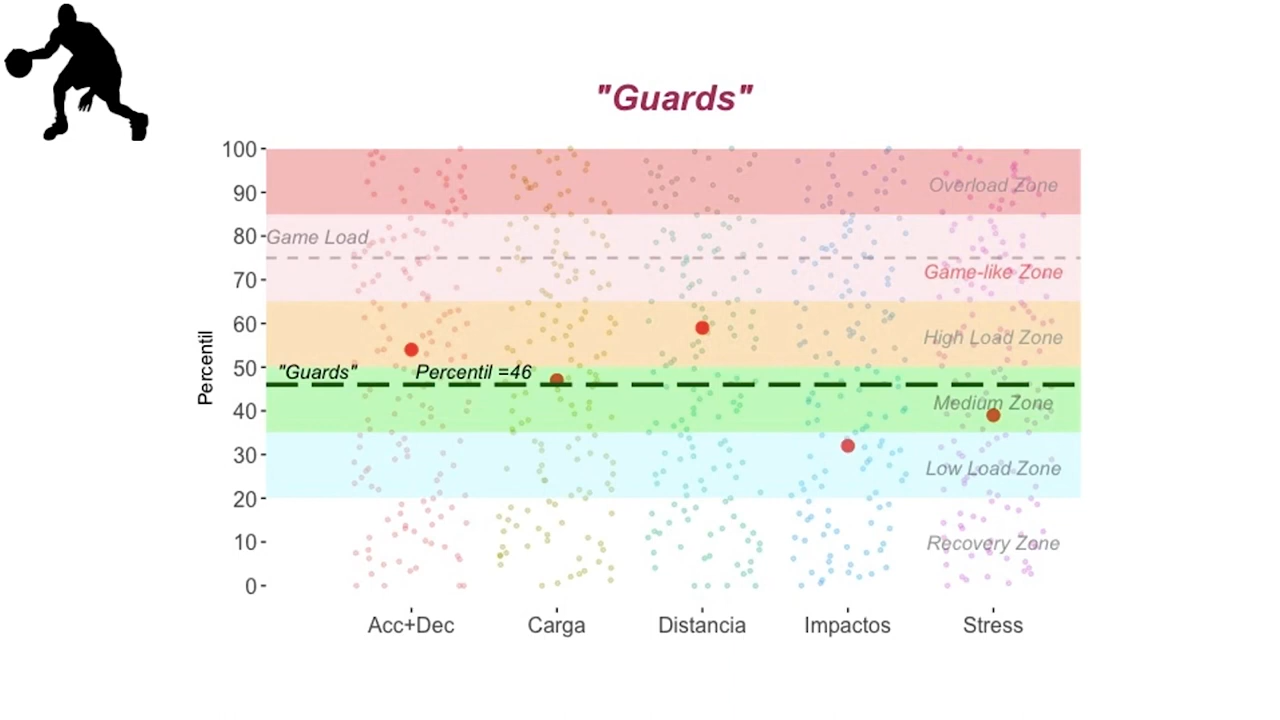 "Guards"
100
Overload Zone
90
80
Game Load
Game-like Zone
70
60
High Load Zone
50
"Guards"
Percentil =46
Medium Zone
40
30
Low Load Zone
20
10
Recovery Zone
0
Percentil
Acc+Dec
Carga
Distancia
Impactos
Stress